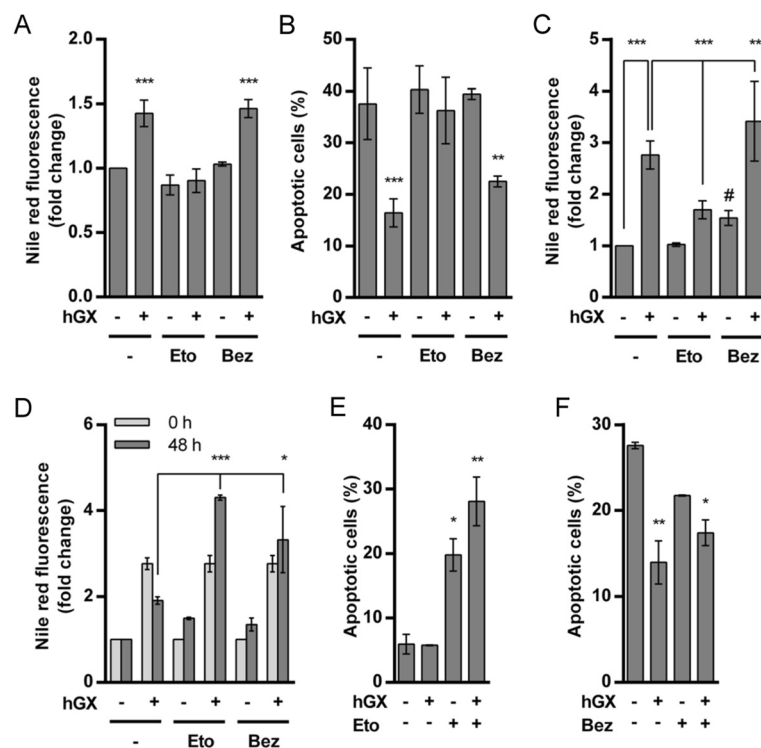 A
Nile red fluorescence
(fold change)
2.0
1.5
1.0
0.5
0.0
***
***
hGX - + - + - +
- Eto Bez
B
Apoptotic cells (%)
50
40
30
20
10
0
***
**
hGX - + - + - +
- Eto Bez
C
Nile red fluorescence
(fold change)
5
4
3
2
1
0
*** *** **
#
hGX - + - + - +
- Eto Bez
D
Nile red fluorescence
(fold change)
6
4
2
0
0 h
48 h
*** *
hGX - + - + - +
- Eto Bez
E
Apoptotic cells (%)
40
30
20
10
0
*
**
hGX - + - +
Eto - - + +
F
Apoptotic cells (%)
30
20
10
0
**
*
hGX - + - +
Bez - - + +